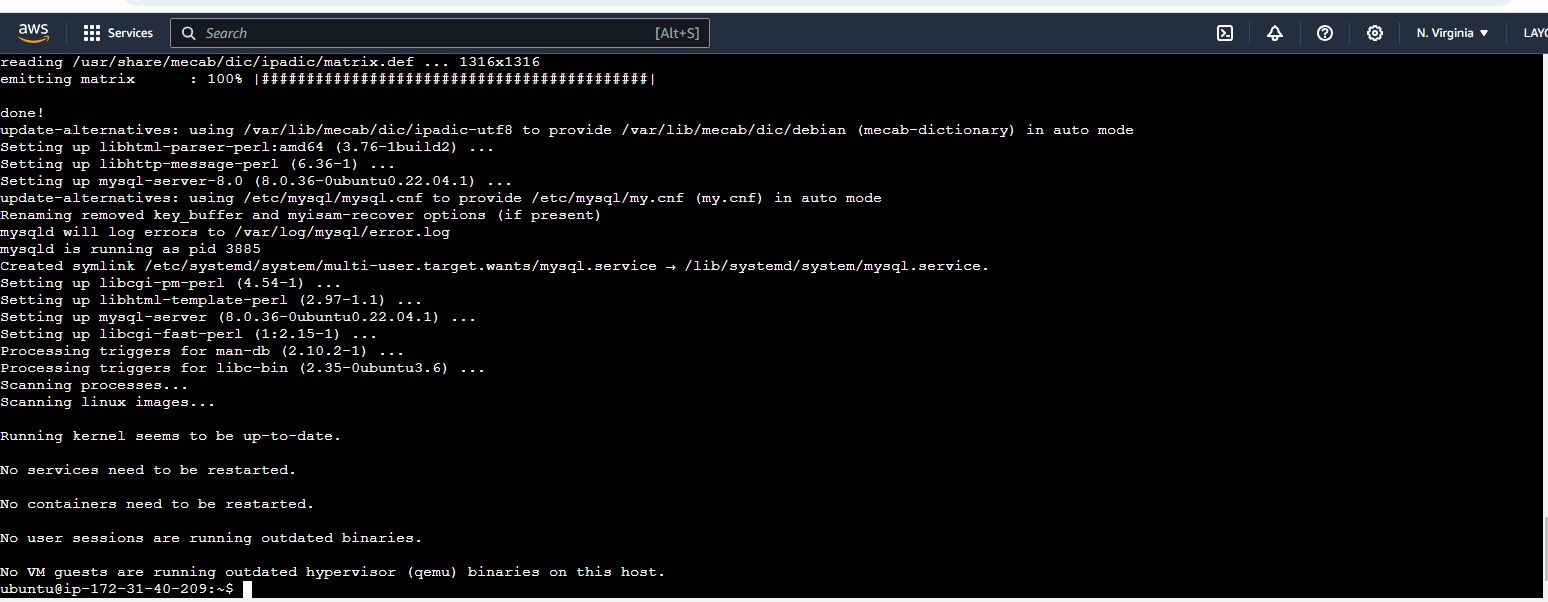 aws Services Search [Alt+S] N. Virginia ▼
reading /usr/share/mecab/dic/ipadic/matrix.def ... 1316x1316
emitting matrix      : 100% |###########################################|
done!
update-alternatives: using /var/lib/mecab/dic/ipadic-utf8 to provide /var/lib/mecab/dic/debian (mecab-dictionary) in auto mode
Setting up libhtml-parser-perl:amd64 (3.76-1build2) ...
Setting up libhttp-message-perl (6.36-1) ...
Setting up mysql-server-8.0 (8.0.36-0ubuntu0.22.04.1) ...
update-alternatives: using /etc/mysql/mysql.cnf to provide /etc/mysql/my.cnf (my.cnf) in auto mode
Renaming removed key_buffer and myisam-recover options (if present)
mysqld will log errors to /var/log/mysql/error.log
mysqld is running as pid 3885
Created symlink /etc/systemd/system/multi-user.target.wants/mysql.service → /lib/systemd/system/mysql.service.
Setting up libcgi-pm-perl (4.54-1) ...
Setting up libhtml-template-perl (2.97-1.1) ...
Setting up mysql-server (8.0.36-0ubuntu0.22.04.1) ...
Setting up libcgi-fast-perl (1:2.15-1) ...
Processing triggers for man-db (2.10.2-1) ...
Processing triggers for libc-bin (2.35-0ubuntu3.6) ...
Scanning processes...
Scanning linux images...
Running kernel seems to be up-to-date.
No services need to be restarted.
No containers need to be restarted.
No user sessions are running outdated binaries.
No VM guests are running outdated hypervisor (qemu) binaries on this host.
ubuntu@ip-172-31-40-209:~$